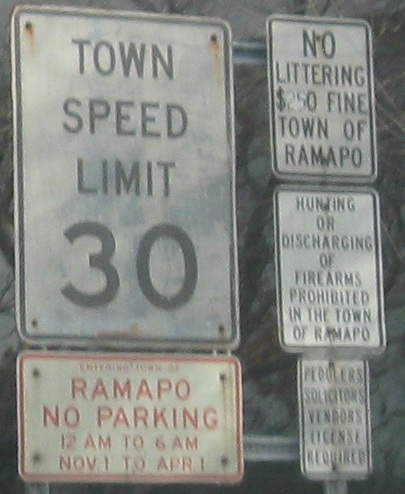 TOWN
SPEED
LIMIT
30
ENTERING TOWN OF
RAMAPO
NO PARKING
12 AM TO 6 AM
NOV. 1 TO APR. 1
NO
LITTERING
$250 FINE
TOWN OF
RAMAPO
HUNTING
OR
DISCHARGING
OF
FIREARMS
PROHIBITED
IN THE TOWN
OF RAMAPO
PEDDLERS
SOLICITORS
VENDORS
LICENSE
REQUIRED